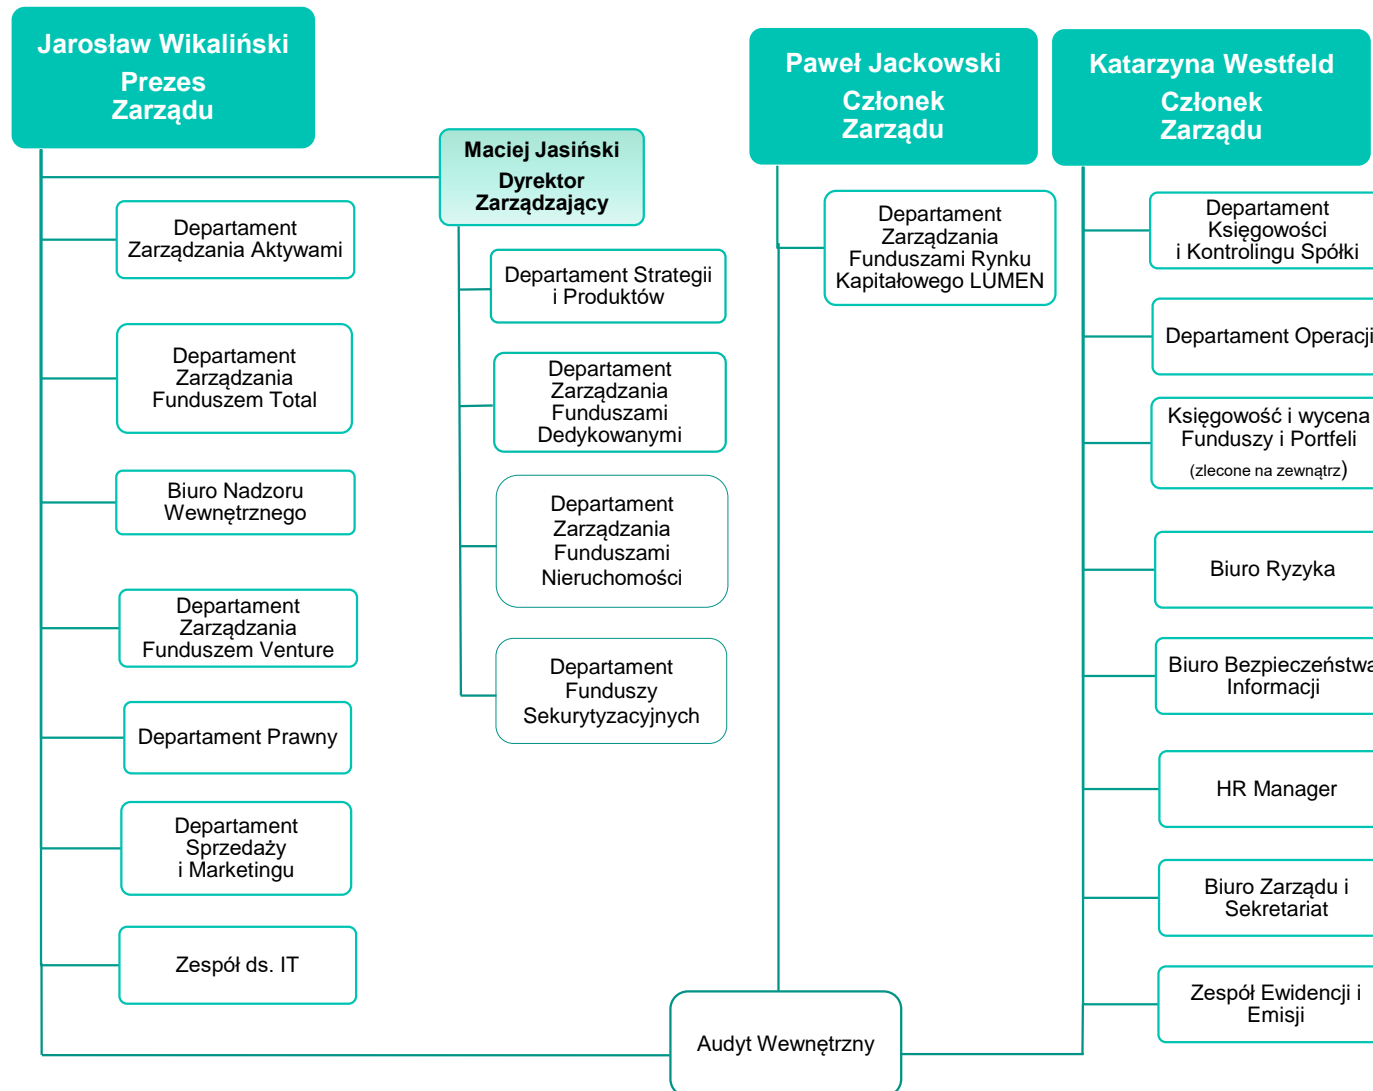 Jarosław Wikaliński
Prezes
Zarządu
Maciej Jasiński
Dyrektor
Zarządzający
Paweł Jackowski
Członek
Zarządu
Katarzyna Westfeld
Członek
Zarządu
Departament
Zarządzania Aktywami
Departament
Zarządzania
Funduszem Total
Biuro Nadzoru
Wewnętrznego
Departament
Zarządzania
Funduszem Venture
Departament Prawny
Departament
Sprzedaży
i Marketingu
Zespół ds. IT
Departament Strategii
i Produktów
Departament
Zarządzania
Funduszami
Dedykowanymi
Departament
Zarządzania
Funduszami
Nieruchomości
Departament
Funduszy
Sekurytyzacyjnych
Departament
Zarządzania
Funduszami Rynku
Kapitałowego LUMEN
Departament
Księgowości
i Kontrolingu Spółki
Departament Operacji
Księgowość i wycena
Funduszy i Portfeli
(zlecone na zewnątrz)
Biuro Ryzyka
Biuro Bezpieczeństwa
Informacji
HR Manager
Biuro Zarządu i
Sekretariat
Zespół Ewidencji i
Emisji
Audyt Wewnętrzny